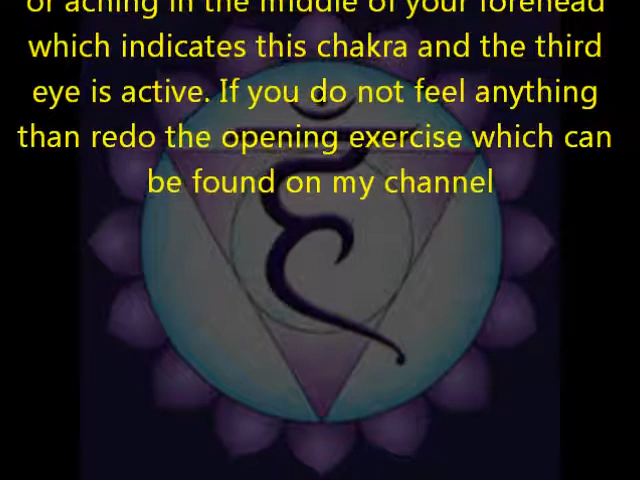 or aching in the middle of your forehead
which indicates this chakra and the third
eye is active. If you do not feel anything
than redo the opening exercise which can
be found on my channel
हं